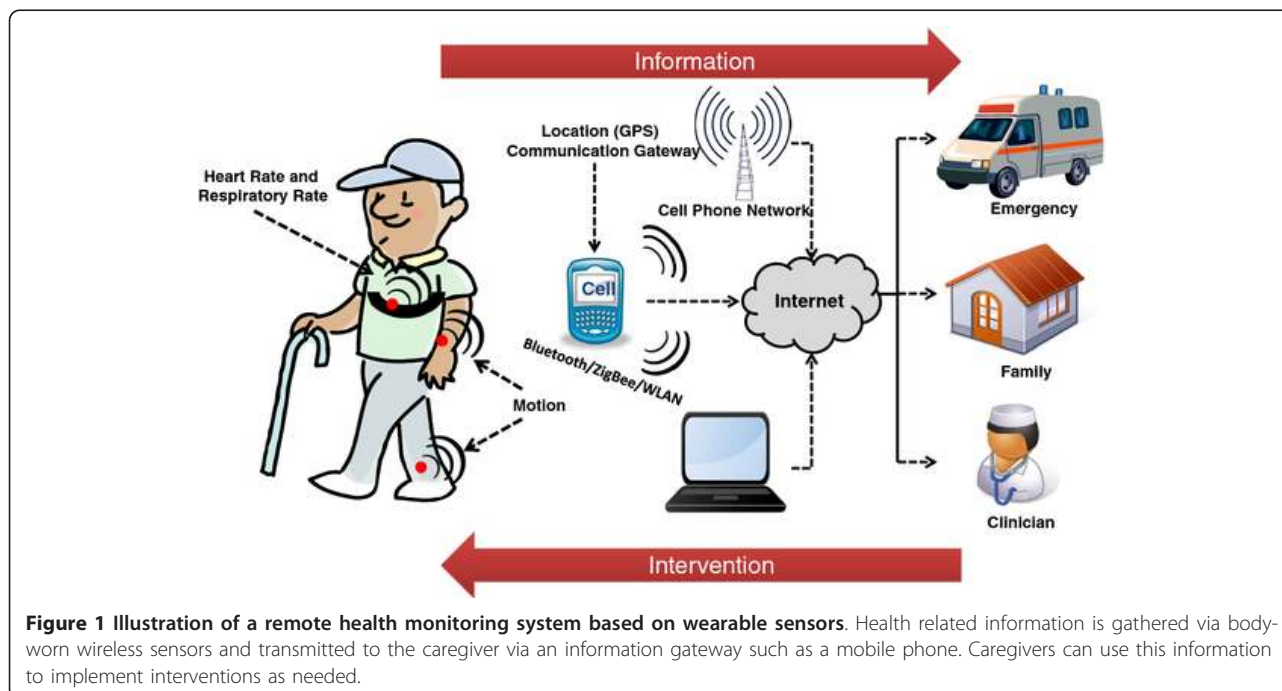 Information
Location (GPS)
Communication Gateway
Heart Rate and
Respiratory Rate
Cell Phone Network
Emergency
Cell
Internet
Bluetooth/ZigBee/WLAN
Family
Motion
Clinician
Intervention
Figure 1 Illustration of a remote health monitoring system based on wearable sensors. Health related information is gathered via body-
worn wireless sensors and transmitted to the caregiver via an information gateway such as a mobile phone. Caregivers can use this information
to implement interventions as needed.